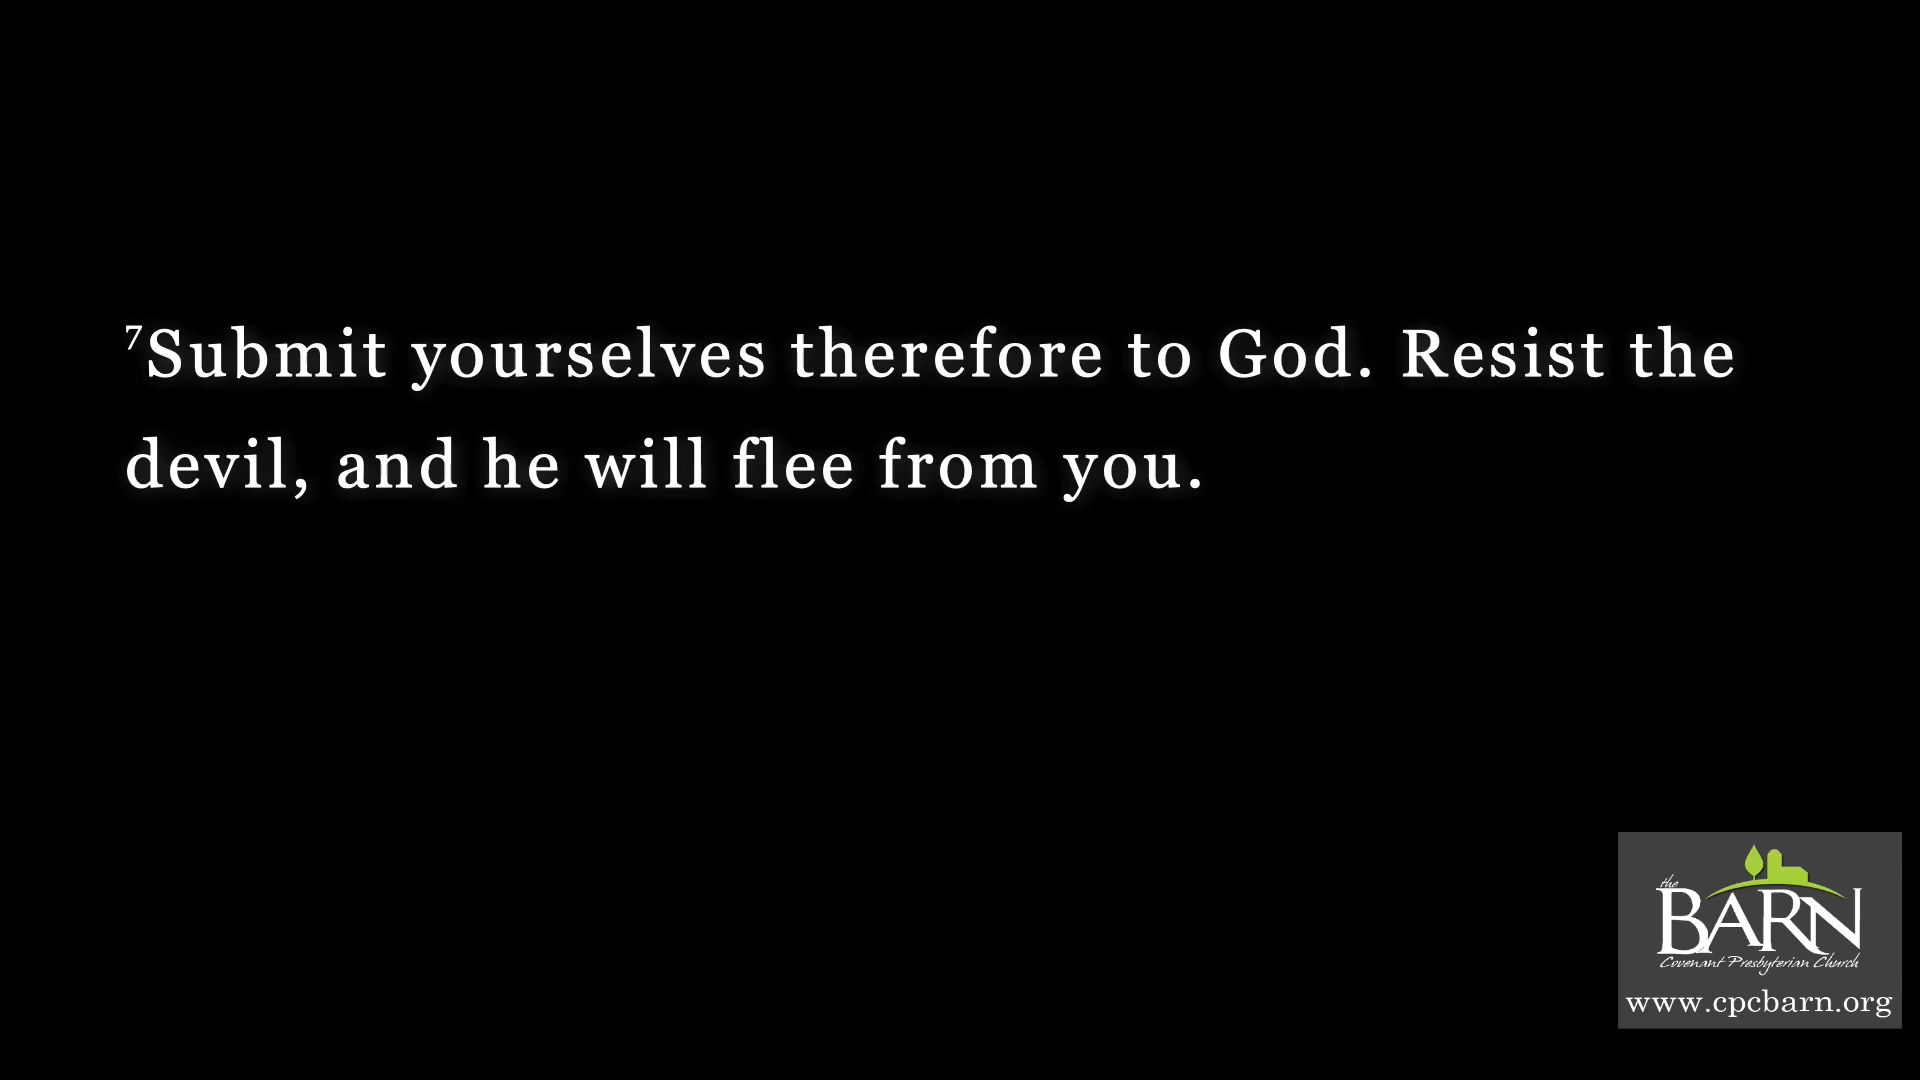 ⁷Submit yourselves therefore to God. Resist the
devil, and he will flee from you.
the
BARN
Covenant Presbyterian Church
www.cpcbarn.org